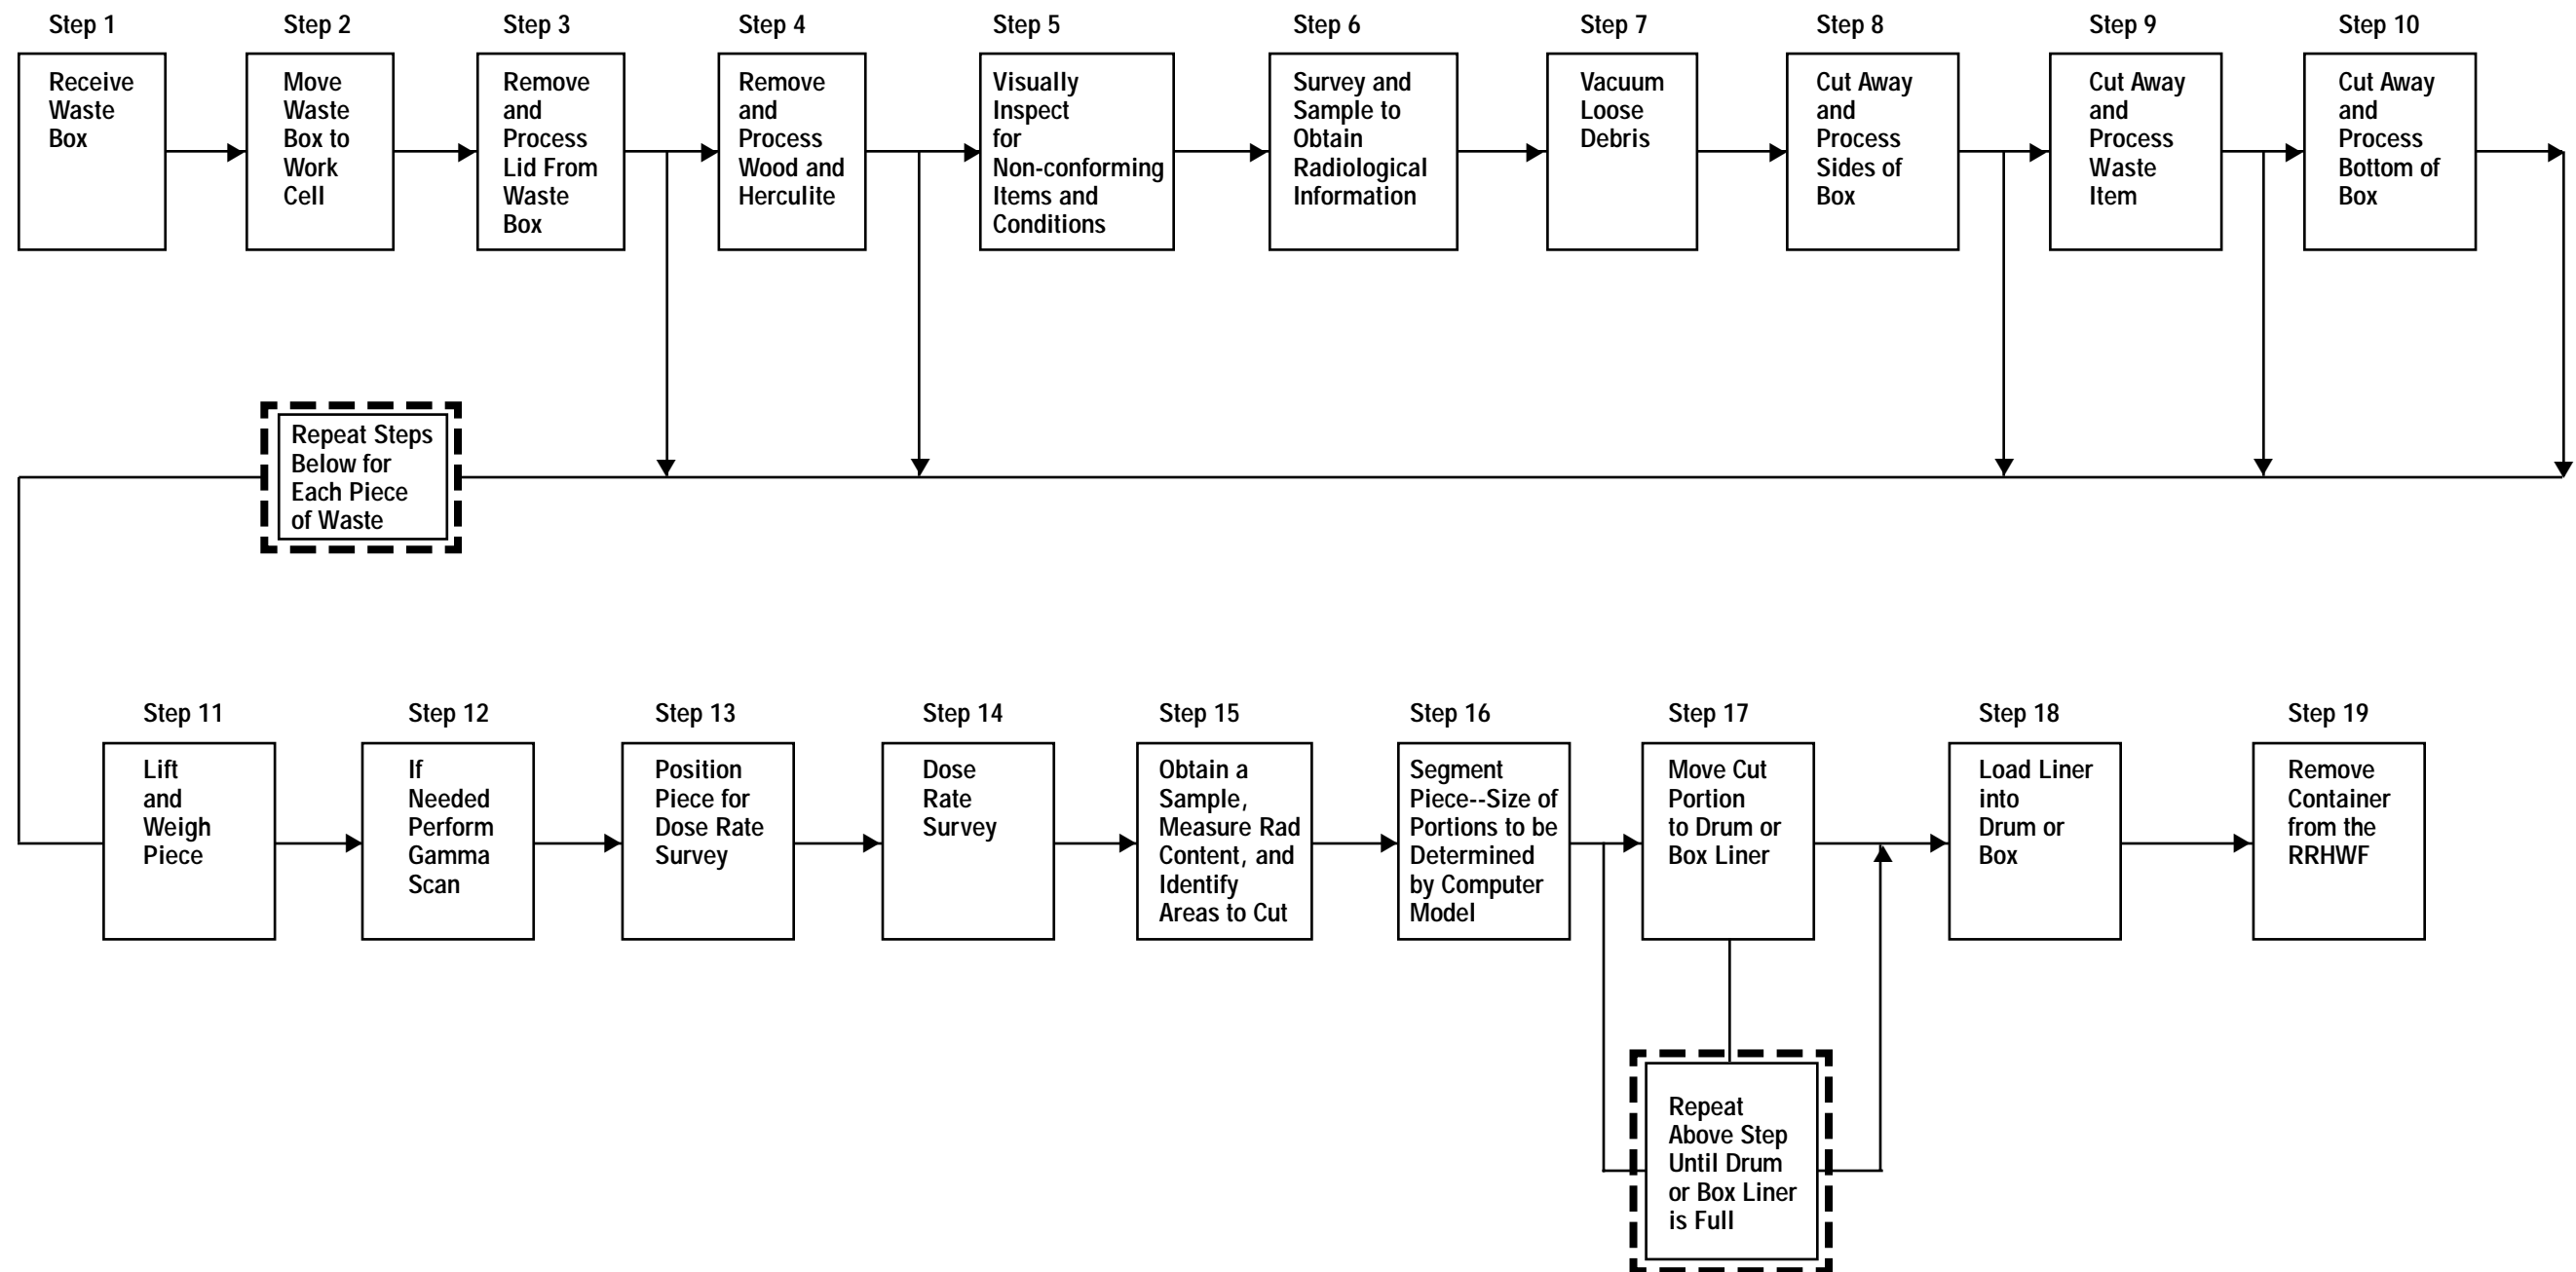 Step 1
Receive
Waste
Box
Step 2
Move
Waste
Box to
Work
Cell
Step 3
Remove
and
Process
Lid From
Waste
Box
Step 4
Remove
and
Process
Wood and
Herculite
Step 5
Visually
Inspect
for
Non-conforming
Items and
Conditions
Step 6
Survey and
Sample to
Obtain
Radiological
Information
Step 7
Vacuum
Loose
Debris
Step 8
Cut Away
and
Process
Sides of
Box
Step 9
Cut Away
and
Process
Waste
Item
Step 10
Cut Away
and
Process
Bottom of
Box
Repeat Steps
Below for
Each Piece
of Waste
Step 11
Lift
and
Weigh
Piece
Step 12
If
Needed
Perform
Gamma
Scan
Step 13
Position
Piece for
Dose Rate
Survey
Step 14
Dose
Rate
Survey
Step 15
Obtain a
Sample,
Measure Rad
Content, and
Identify
Areas to Cut
Step 16
Segment
Piece--Size of
Portions to be
Determined
by Computer
Model
Step 17
Move Cut
Portion
to Drum or
Box Liner
Step 18
Load Liner
into
Drum or
Box
Step 19
Remove
Container
from the
RRHWF
Repeat
Above Step
Until Drum
or Box Liner
is Full